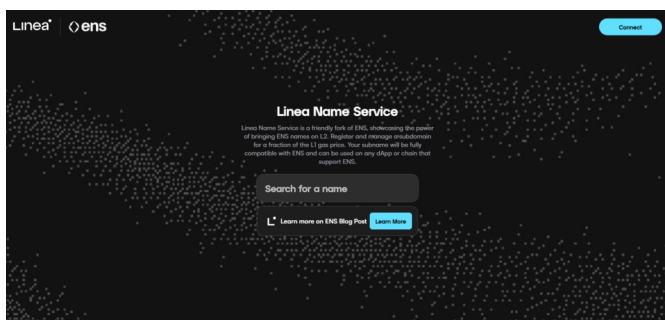 Linea ens
Connect
Linea Name Service
Linea Name Service is a friendly fork of ENS, showcasing the power
of bringing ENS names on L2. Register and manage a subdomain
for a fraction of the L1 gas price. Your subname will be fully
compatible with ENS and can be used on any dApp or chain that
support ENS.
Search for a name
Learn more on ENS Blog Post Learn More